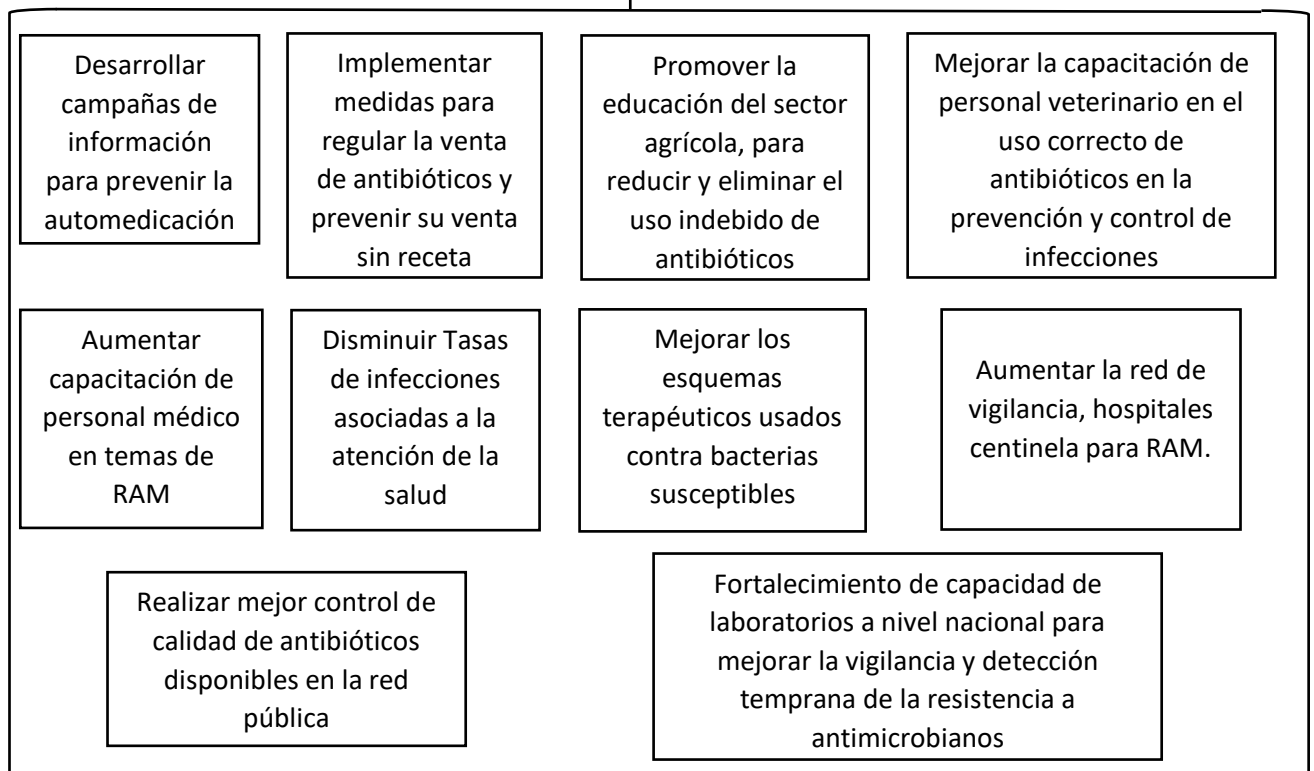 Desarrollar
campañas de
información
para prevenir la
automedicación
Implementar
medidas para
regular la venta
de antibióticos y
prevenir su venta
sin receta
Promover la
educación del sector
agrícola, para
reducir y eliminar el
uso indebido de
antibióticos
Mejorar la capacitación de
personal veterinario en el
uso correcto de
antibióticos en la
prevención y control de
infecciones
Aumentar
capacitación de
personal médico
en temas de
RAM
Disminuir Tasas
de infecciones
asociadas a la
atención de la
salud
Mejorar los
esquemas
terapéuticos usados
contra bacterias
susceptibles
Aumentar la red de
vigilancia, hospitales
centinela para RAM.
Realizar mejor control de
calidad de antibióticos
disponibles en la red
pública
Fortalecimiento de capacidad de
laboratorios a nivel nacional para
mejorar la vigilancia y detección
temprana de la resistencia a
antimicrobianos